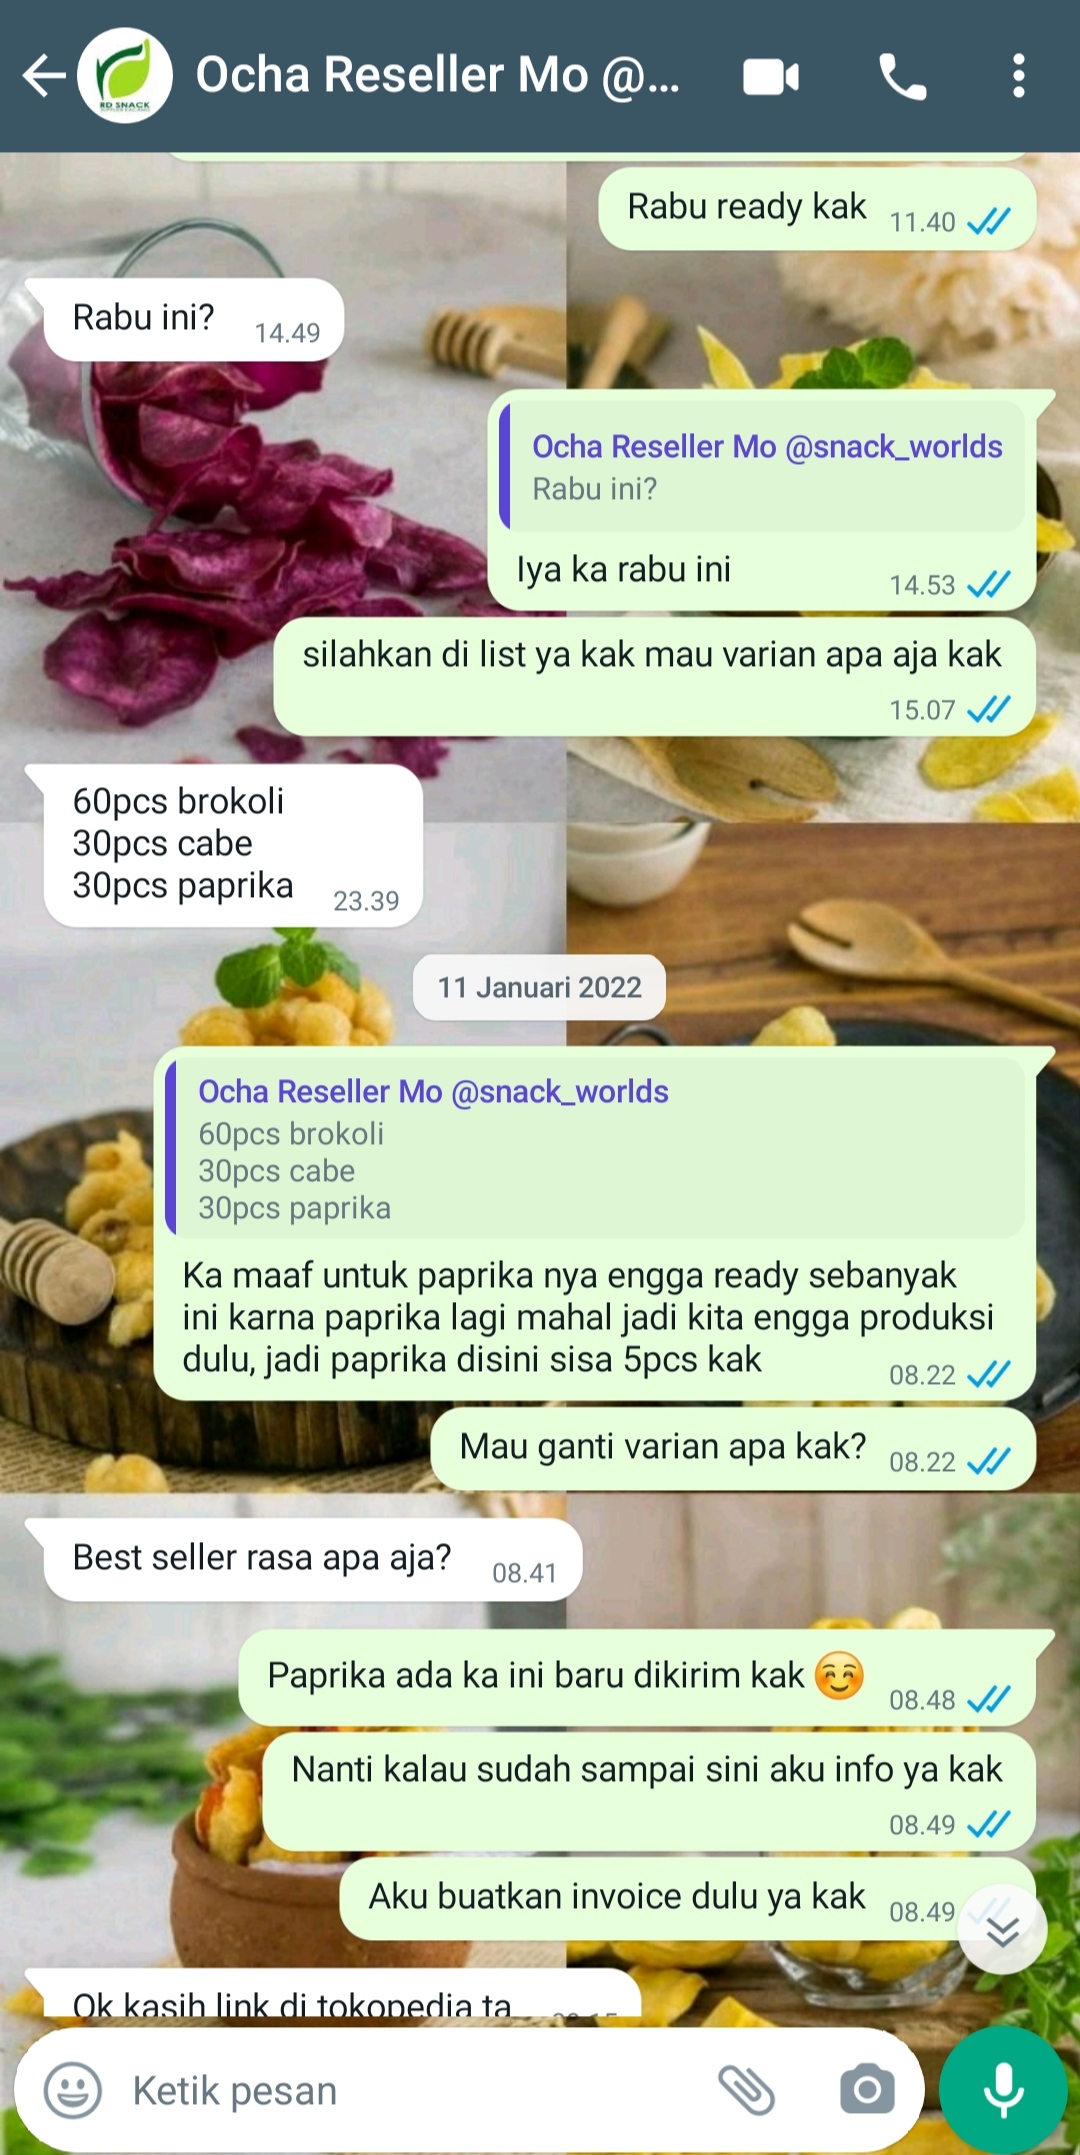 Ocha Reseller Mo @...
RD SNACK
Rabu ready kak 11.40
Rabu ini? 14.49
Ocha Reseller Mo @snack_worlds
Rabu ini?
Iya ka rabu ini 14.53
silahkan di list ya kak mau varian apa aja kak
15.07
60pcs brokoli
30pcs cabe
30pcs paprika 23.39
11 Januari 2022
Ocha Reseller Mo @snack_worlds
60pcs brokoli
30pcs cabe
30pcs paprika
Ka maaf untuk paprika nya engga ready sebanyak
ini karna paprika lagi mahal jadi kita engga produksi
dulu, jadi paprika disini sisa 5pcs kak 08.22
Mau ganti varian apa kak? 08.22
Best seller rasa apa aja? 08.41
Paprika ada ka ini baru dikirim kak ☺️ 08.48
Nanti kalau sudah sampai sini aku info ya kak
08.49
Aku buatkan invoice dulu ya kak 08.49
Ok kasih link di tokopedia ta
Ketik pesan